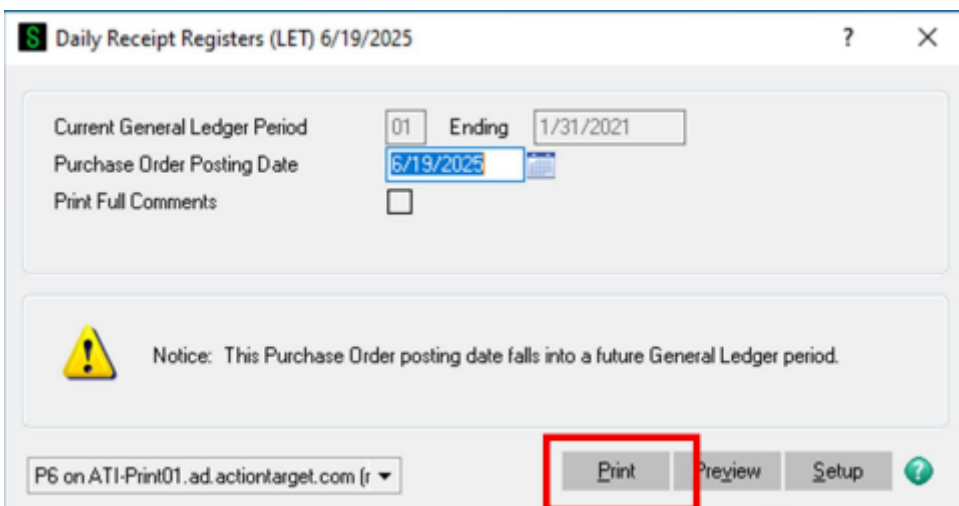 S Daily Receipt Registers (LET) 6/19/2025 ?
Current General Ledger Period 01 Ending 1/31/2021
Purchase Order Posting Date 6/19/2025
Print Full Comments
Notice: This Purchase Order posting date falls into a future General Ledger period.
P6 on ATI-Print01.ad.actiontarget.com (r Print Preview Setup ?